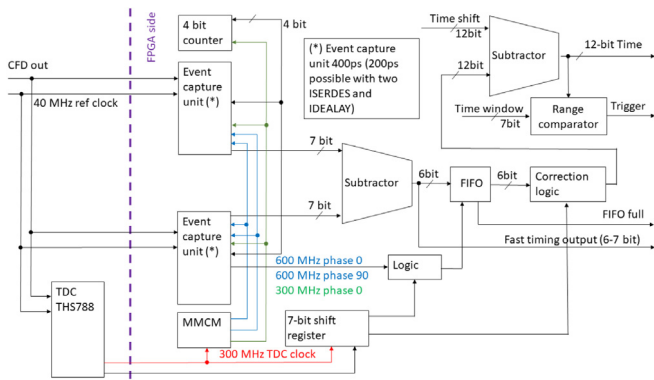 FPGA side
4 bit
counter
4 bit
CFD out
Event
capture
unit (*)
40 MHz ref clock
(*) Event capture
unit 400ps (200ps
possible with two
ISERDES and
IDEALAY)
Time shift
12bit
Subtractor
12bit
12-bit Time
Time window
7bit
Range
comparator
Trigger
7 bit
Subtractor
7 bit
6bit
FIFO
6bit
Correction
logic
FIFO full
Fast timing output (6-7 bit)
Event
capture
unit (*)
600 MHz phase 0
600 MHz phase 90
300 MHz phase 0
Logic
TDC
THS788
MMCM
7-bit shift
register
300 MHz TDC clock